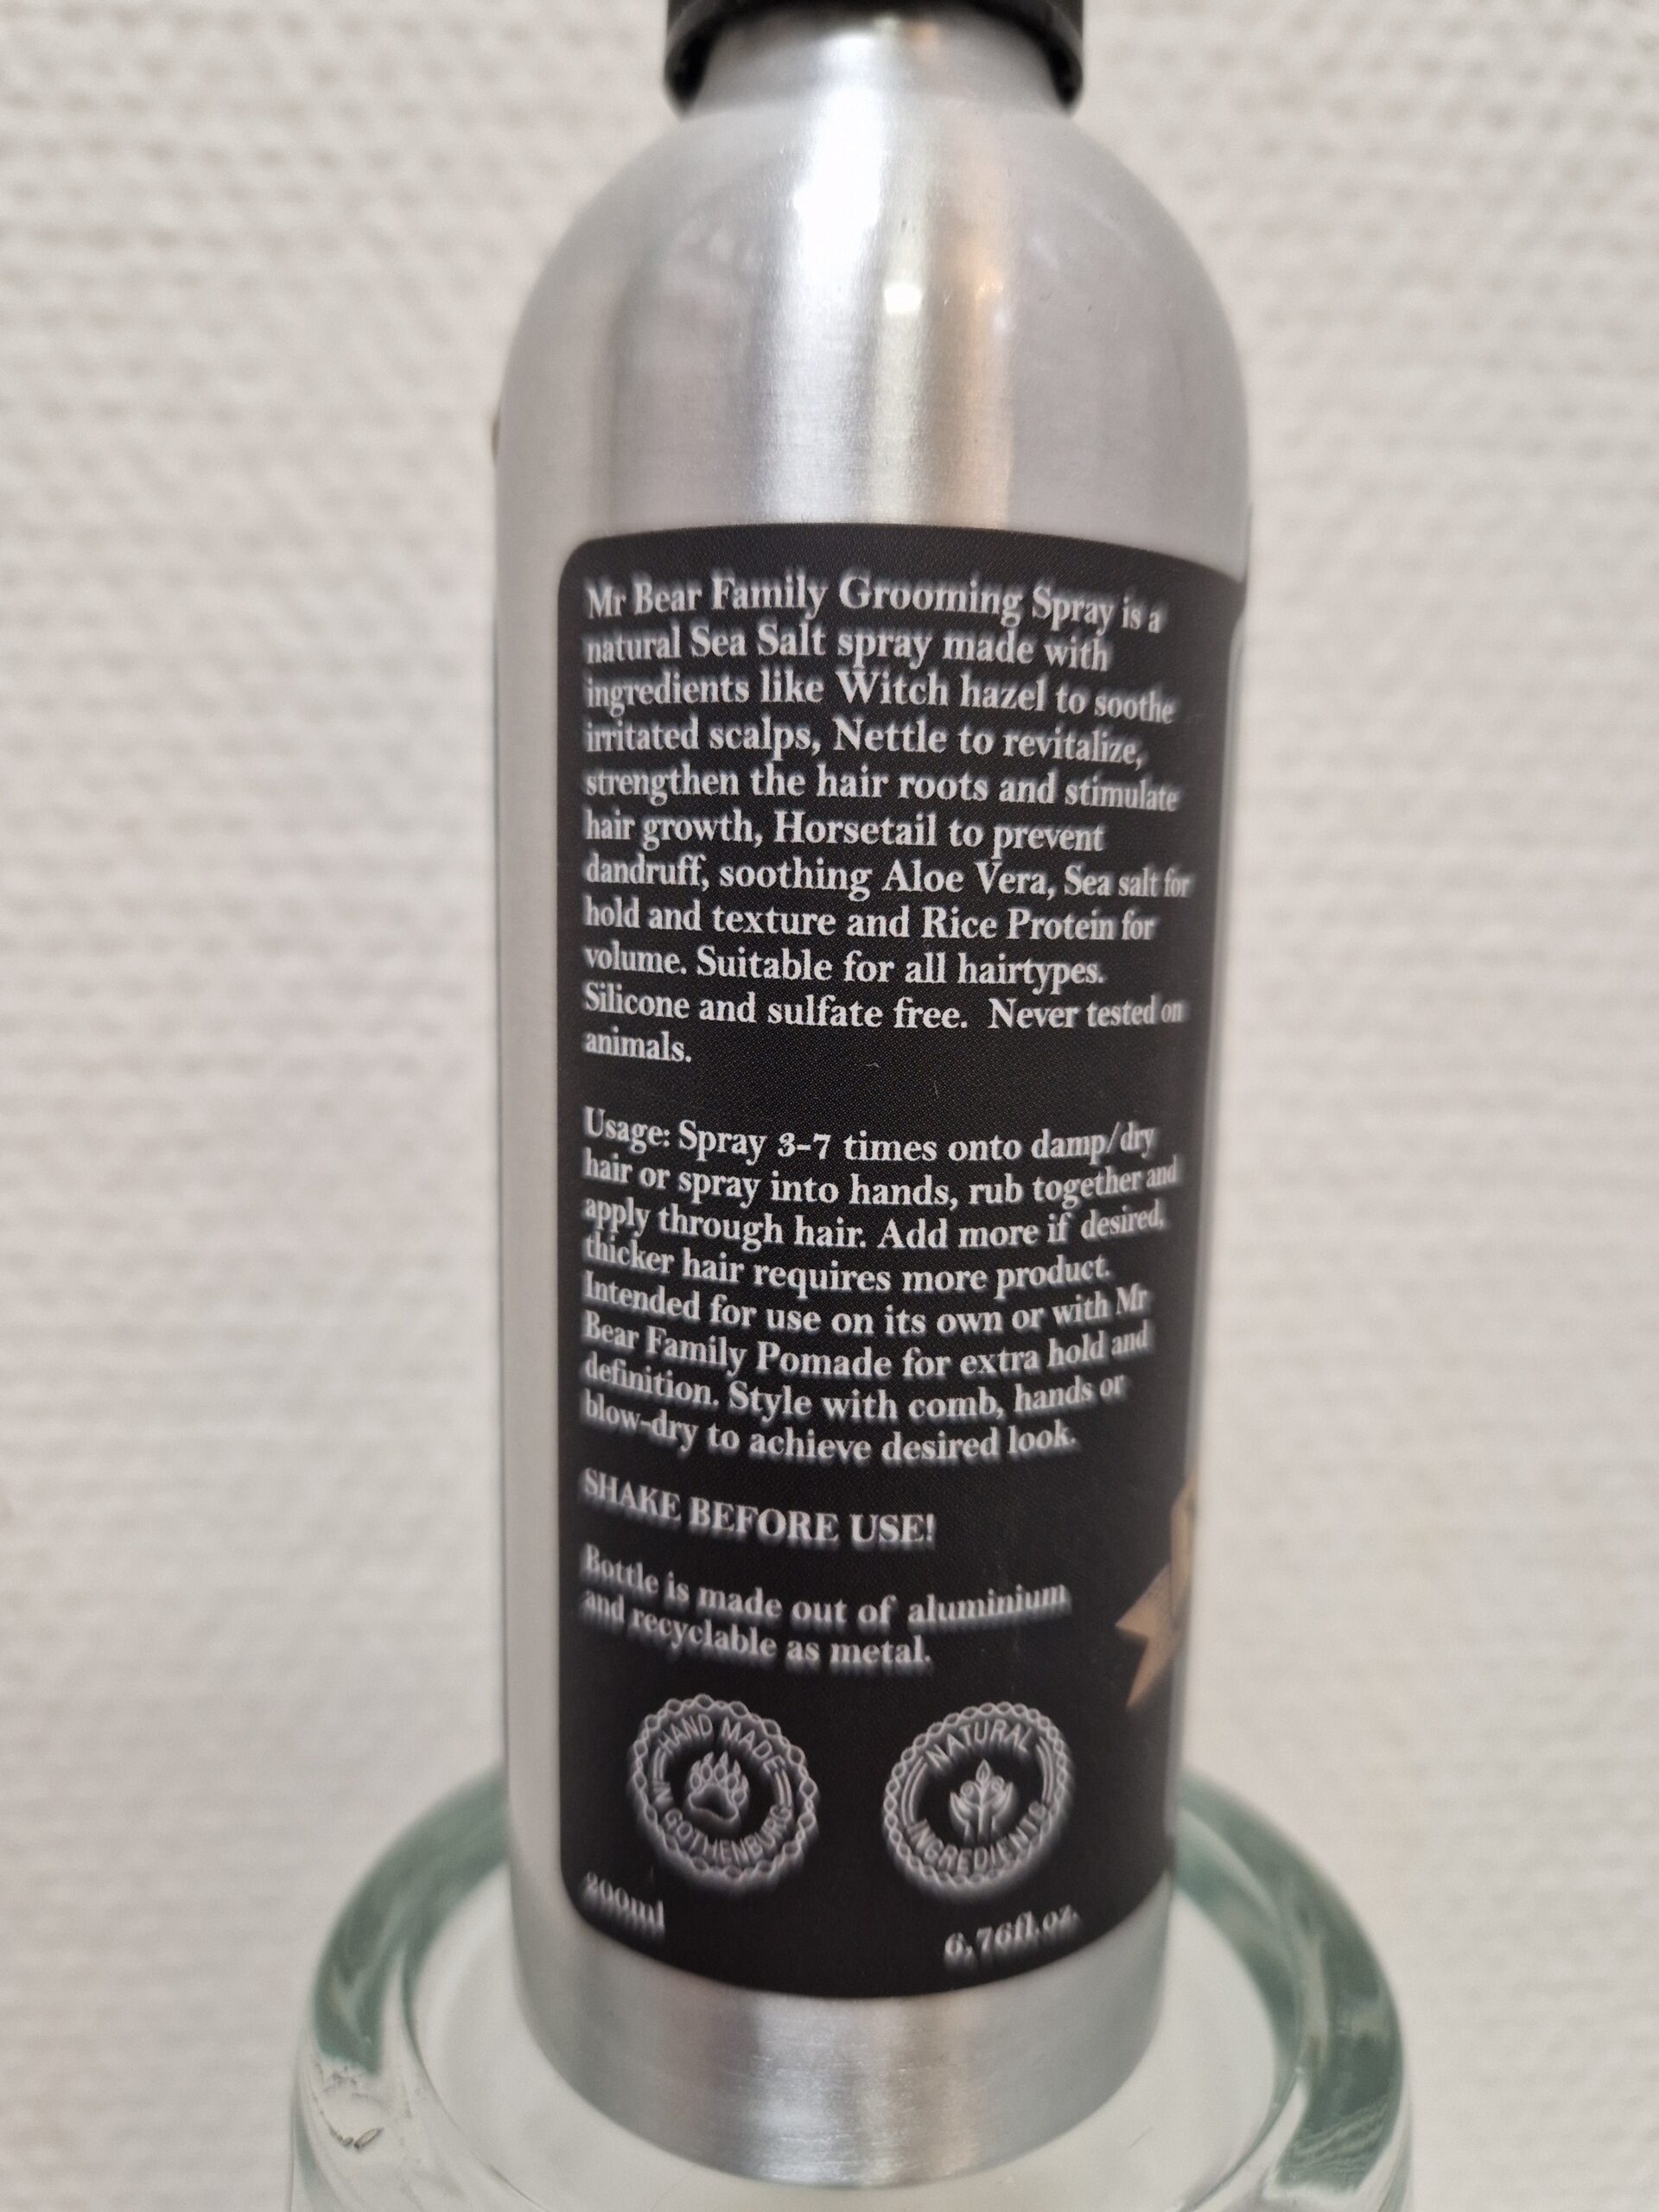 Mr Bear Family Grooming Spray is a
natural Sea Salt spray made with
ingredients like Witch hazel to soothe
irritated scalps, Nettle to revitalize,
strengthen the hair roots and stimulate
hair growth, Horsetail to prevent
dandruff, soothing Aloe Vera, Sea salt for
hold and texture and Rice Protein for
volume. Suitable for all hairtypes.
Silicone and sulfate free. Never tested on
animals.
Usage: Spray 3-7 times onto damp/dry
hair or spray into hands, rub together and
apply through hair. Add more if desired,
thicker hair requires more product.
Intended for use on its own or with Mr
Bear Family Pomade for extra hold and
definition. Style with comb, hands or
blow-dry to achieve desired look.
SHAKE BEFORE USE!
Bottle is made out of aluminium
and recyclable as metal.
HAND MADE
IN GOTHENBURG
NATURAL
INGREDIENTS
200ml
6,76fl.oz.